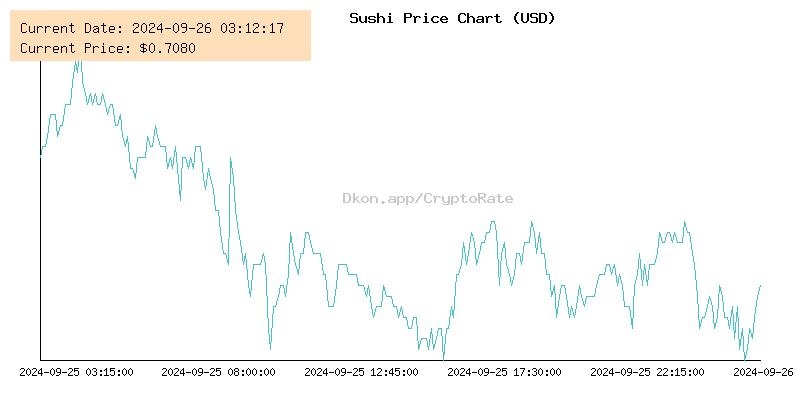 Sushi Price Chart (USD)
Current Date: 2024-09-26 03:12:17
Current Price: $0.7080
Dkon.app/CryptoRate
2024-09-25 03:15:00 2024-09-25 08:00:00 2024-09-25 12:45:00 2024-09-25 17:30:00 2024-09-25 22:15:00 2024-09-26